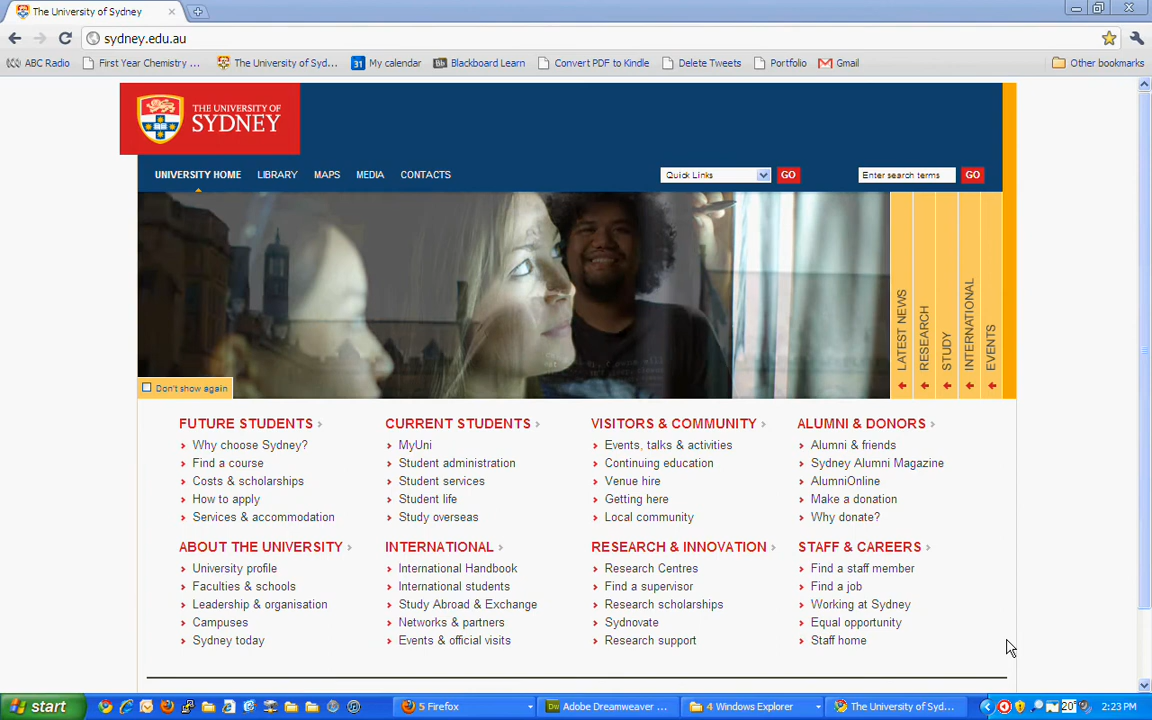 The University of Sydney
sydney.edu.au
ABC Radio
First Year Chemistry ...
The University of Syd...
31
My calendar
Bb
Blackboard Learn
Convert PDF to Kindle
Delete Tweets
Portfolio
Gmail
Other bookmarks
THE UNIVERSITY OF
SYDNEY
UNIVERSITY HOME
LIBRARY
MAPS
MEDIA
CONTACTS
Quick Links
GO
Enter search terms
GO
LATEST NEWS
RESEARCH
STUDY
INTERNATIONAL
EVENTS
Don't show again
FUTURE STUDENTS
Why choose Sydney?
Find a course
Costs & scholarships
How to apply
Services & accommodation
CURRENT STUDENTS
MyUni
Student administration
Student services
Student life
Study overseas
VISITORS & COMMUNITY
Events, talks & activities
Continuing education
Venue hire
Getting here
Local community
ALUMNI & DONORS
Alumni & friends
Sydney Alumni Magazine
AlumniOnline
Make a donation
Why donate?
ABOUT THE UNIVERSITY
University profile
Faculties & schools
Leadership & organisation
Campuses
Sydney today
INTERNATIONAL
International Handbook
International students
Study Abroad & Exchange
Networks & partners
Events & official visits
RESEARCH & INNOVATION
Research Centres
Find a supervisor
Research scholarships
Sydnovate
Research support
STAFF & CAREERS
Find a staff member
Find a job
Working at Sydney
Equal opportunity
Staff home
start
5 Firefox
Dw
Adobe Dreamweaver ...
4 Windows Explorer
The University of Syd...
20°
2:23 PM